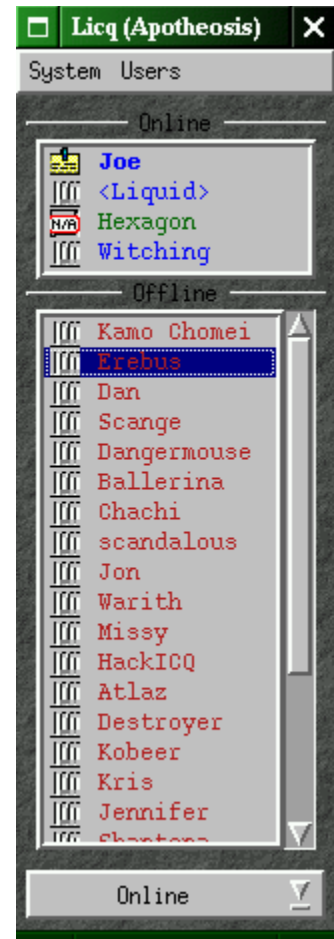 Licq (Apotheosis)
System Users
Online
Joe
<Liquid>
N/A Hexagon
Witching
Offline
Kamo Chomei
Erebus
Dan
Scange
Dangermouse
Ballerina
Chachi
scandalous
Jon
Warith
Missy
HackICQ
Atlaz
Destroyer
Kobeer
Kris
Jennifer
Online